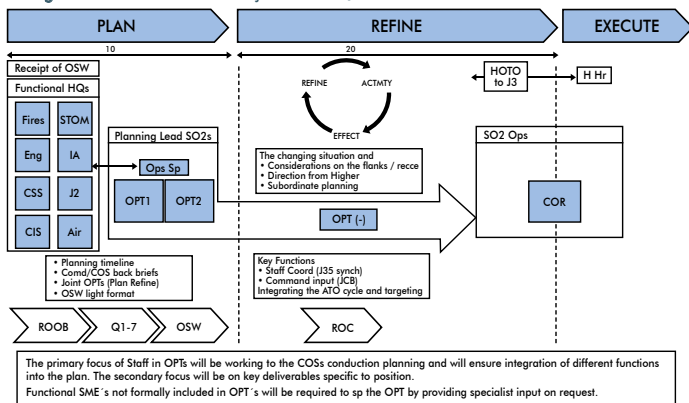 PLAN
REFINE
EXECUTE
10
20
Receipt of OSW
Functional HQs
Fires
STOM
Eng
IA
CSS
J2
CIS
Air
Planning Lead SO2s
Ops Sp
OPT1
OPT2
REFINE
ACTMTY
EFFECT
HOTO
to J3
H Hr
The changing situation and
• Considerations on the flanks / recce
• Direction from Higher
• Subordinate planning
OPT (-)
SO2 Ops
COR
• Planning timeline
• Comd/COS back briefs
• Joint OPTs (Plan Refine)
• OSW light format
Key Functions
• Staff Coord (J35 synch)
• Command input (JCB)
Integrating the ATO cycle and targeting
ROOB
Q1-7
OSW
ROC
The primary focus of Staff in OPTs will be working to the COSs conduction planning and will ensure integration of different functions
into the plan. The secondary focus will be on key deliverables specific to position.
Functional SME´s not formally included in OPT´s will be required to sp the OPT by providing specialist input on request.